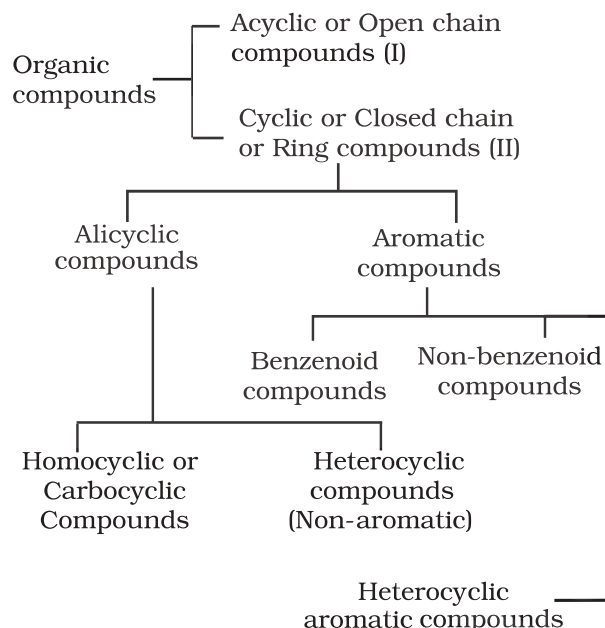 Acyclic or Open chain
compounds (I)
Organic
compounds
Cyclic or Closed chain
or Ring compounds (II)
Alicyclic
compounds
Aromatic
compounds
Benzenoid
compounds
Non-benzenoid
compounds
Homocyclic or
Carbocyclic
Compounds
Heterocyclic
compounds
(Non-aromatic)
Heterocyclic
aromatic compounds